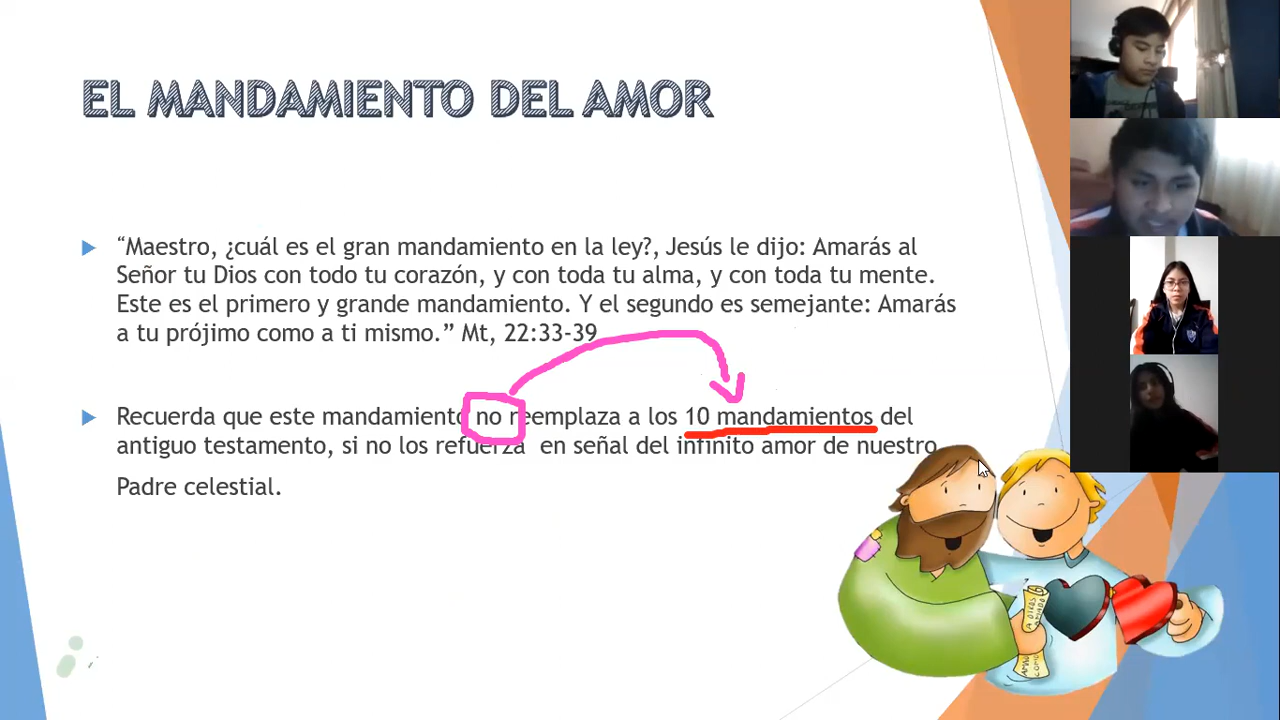 EL MANDAMIENTO DEL AMOR
“Maestro, ¿cuál es el gran mandamiento en la ley?, Jesús le dijo: Amarás al
Señor tu Dios con todo tu corazón, y con toda tu alma, y con toda tu mente.
Este es el primero y grande mandamiento. Y el segundo es semejante: Amarás
a tu prójimo como a ti mismo.” Mt, 22:33-39
Recuerda que este mandamiento no reemplaza a los 10 mandamientos del
antiguo testamento, si no los refuerza en señal del infinito amor de nuestro
Padre celestial.
A DIOS